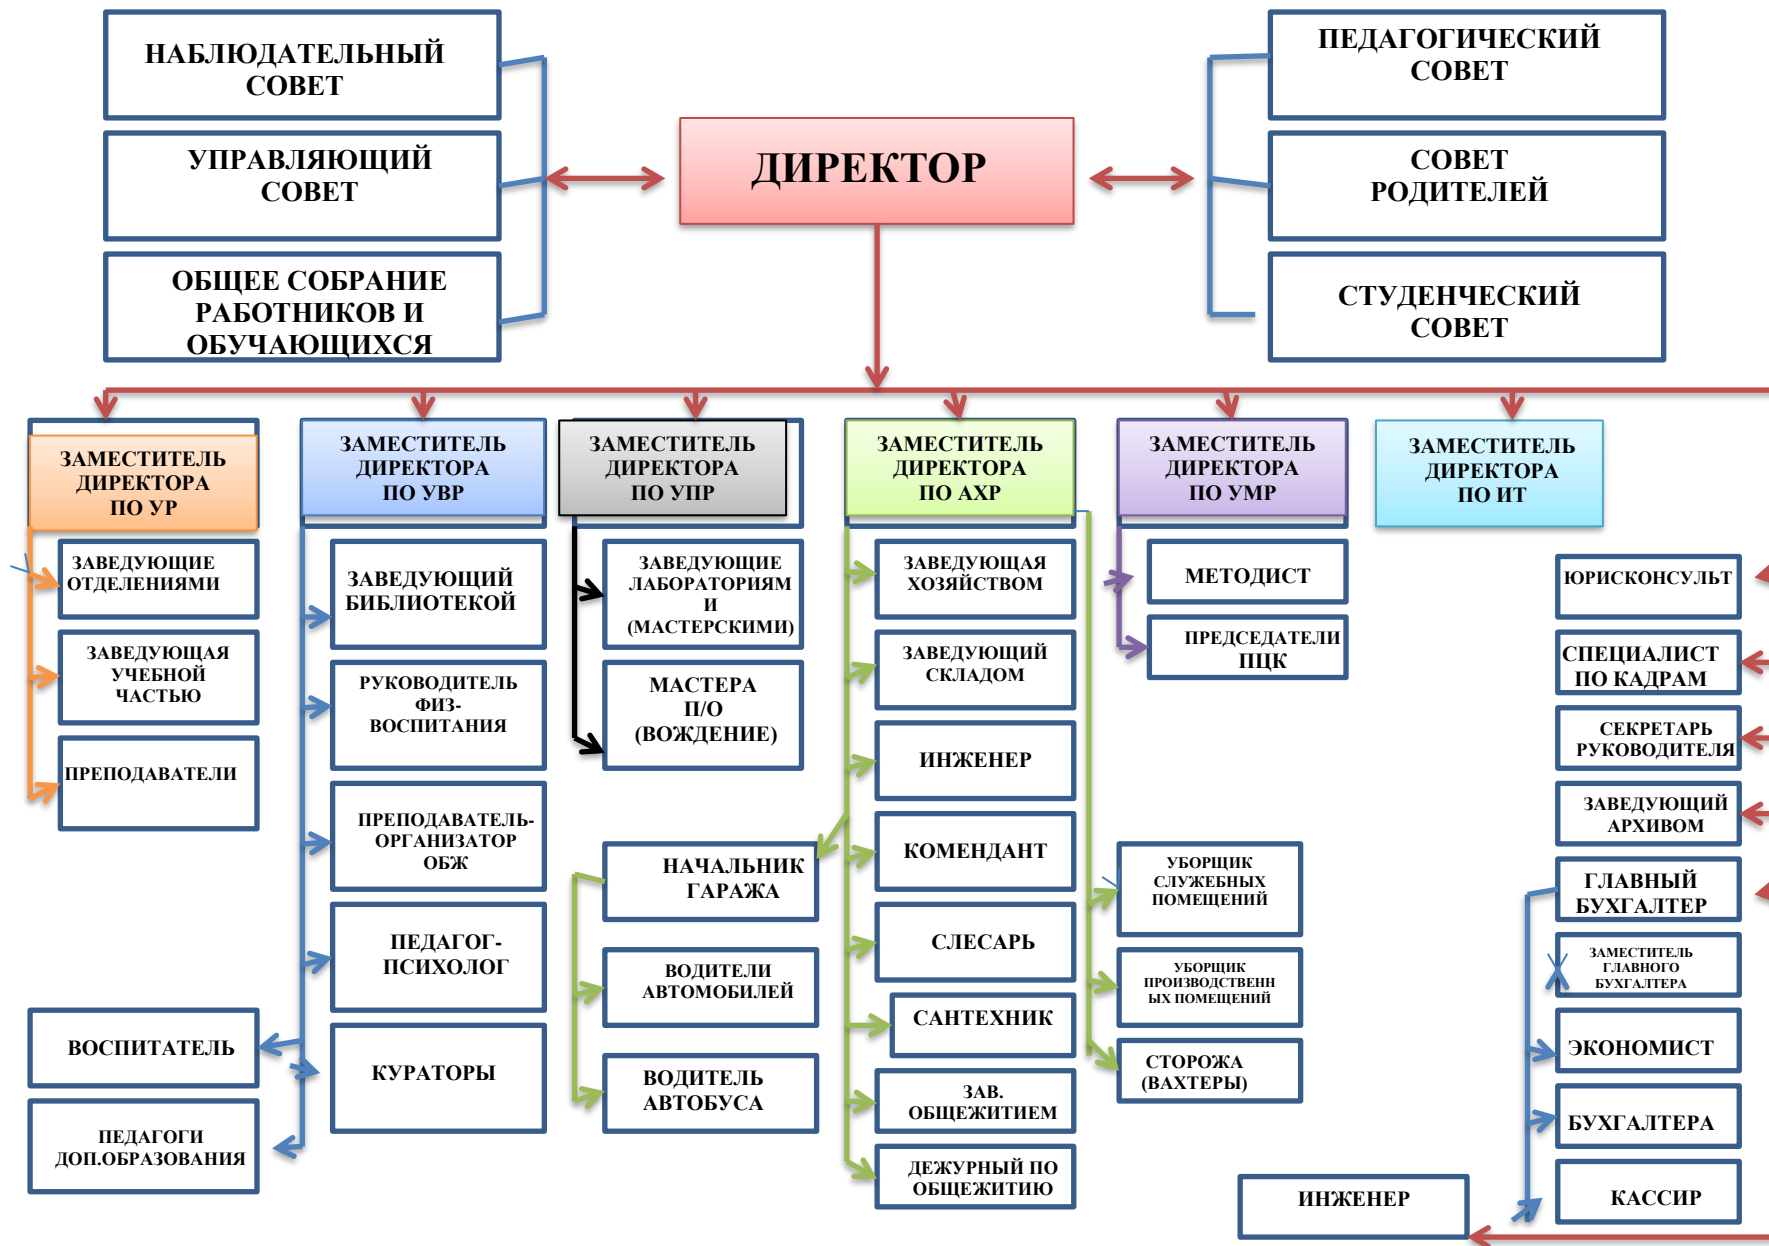 НАБЛЮДАТЕЛЬНЫЙ
СОВЕТ
УПРАВЛЯЮЩИЙ
СОВЕТ
ОБЩЕЕ СОБРАНИЕ
РАБОТНИКОВ И
ОБУЧАЮЩИХСЯ
ДИРЕКТОР
ПЕДАГОГИЧЕСКИЙ
СОВЕТ
СОВЕТ
РОДИТЕЛЕЙ
СТУДЕНЧЕСКИЙ
СОВЕТ
ЗАМЕСТИТЕЛЬ
ДИРЕКТОРА
ПО УР
ЗАВЕДУЮЩИЕ
ОТДЕЛЕНИЯМИ
ЗАВЕДУЮЩАЯ
УЧЕБНОЙ
ЧАСТЬЮ
ПРЕПОДАВАТЕЛИ
ЗАМЕСТИТЕЛЬ
ДИРЕКТОРА
ПО УВР
ЗАВЕДУЮЩИЙ
БИБЛИОТЕКОЙ
РУКОВОДИТЕЛЬ
ФИЗ-
ВОСПИТАНИЯ
ПРЕПОДАВАТЕЛЬ-
ОРГАНИЗАТОР
ОБЖ
ПЕДАГОГ-
ПСИХОЛОГ
КУРАТОРЫ
ВОСПИТАТЕЛЬ
ПЕДАГОГИ
ДОП.ОБРАЗОВАНИЯ
ЗАМЕСТИТЕЛЬ
ДИРЕКТОРА
ПО УПР
ЗАВЕДУЮЩИЕ
ЛАБОРАТОРИЯМ
И
(МАСТЕРСКИМИ)
МАСТЕРА
П/О
(ВОЖДЕНИЕ)
НАЧАЛЬНИК
ГАРАЖА
ВОДИТЕЛИ
АВТОМОБИЛЕЙ
ВОДИТЕЛЬ
АВТОБУСА
ЗАМЕСТИТЕЛЬ
ДИРЕКТОРА
ПО АХР
ЗАВЕДУЮЩАЯ
ХОЗЯЙСТВОМ
ЗАВЕДУЮЩИЙ
СКЛАДОМ
ИНЖЕНЕР
КОМЕНДАНТ
СЛЕСАРЬ
САНТЕХНИК
ЗАВ.
ОБЩЕЖИТИЕМ
ДЕЖУРНЫЙ ПО
ОБЩЕЖИТИЮ
ЗАМЕСТИТЕЛЬ
ДИРЕКТОРА
ПО УМР
МЕТОДИСТ
ПРЕДСЕДАТЕЛИ
ПЦК
УБОРЩИК
СЛУЖЕБНЫХ
ПОМЕЩЕНИЙ
УБОРЩИК
ПРОИЗВОДСТВЕНН
ЫХ ПОМЕЩЕНИЙ
СТОРОЖА
(ВАХТЕРЫ)
ЗАМЕСТИТЕЛЬ
ДИРЕКТОРА
ПО ИТ
ЮРИСКОНСУЛЬТ
СПЕЦИАЛИСТ
ПО КАДРАМ
СЕКРЕТАРЬ
РУКОВОДИТЕЛЯ
ЗАВЕДУЮЩИЙ
АРХИВОМ
ГЛАВНЫЙ
БУХГАЛТЕР
ЗАМЕСТИТЕЛЬ
ГЛАВНОГО
БУХГАЛТЕРА
ЭКОНОМИСТ
БУХГАЛТЕРА
КАССИР
ИНЖЕНЕР